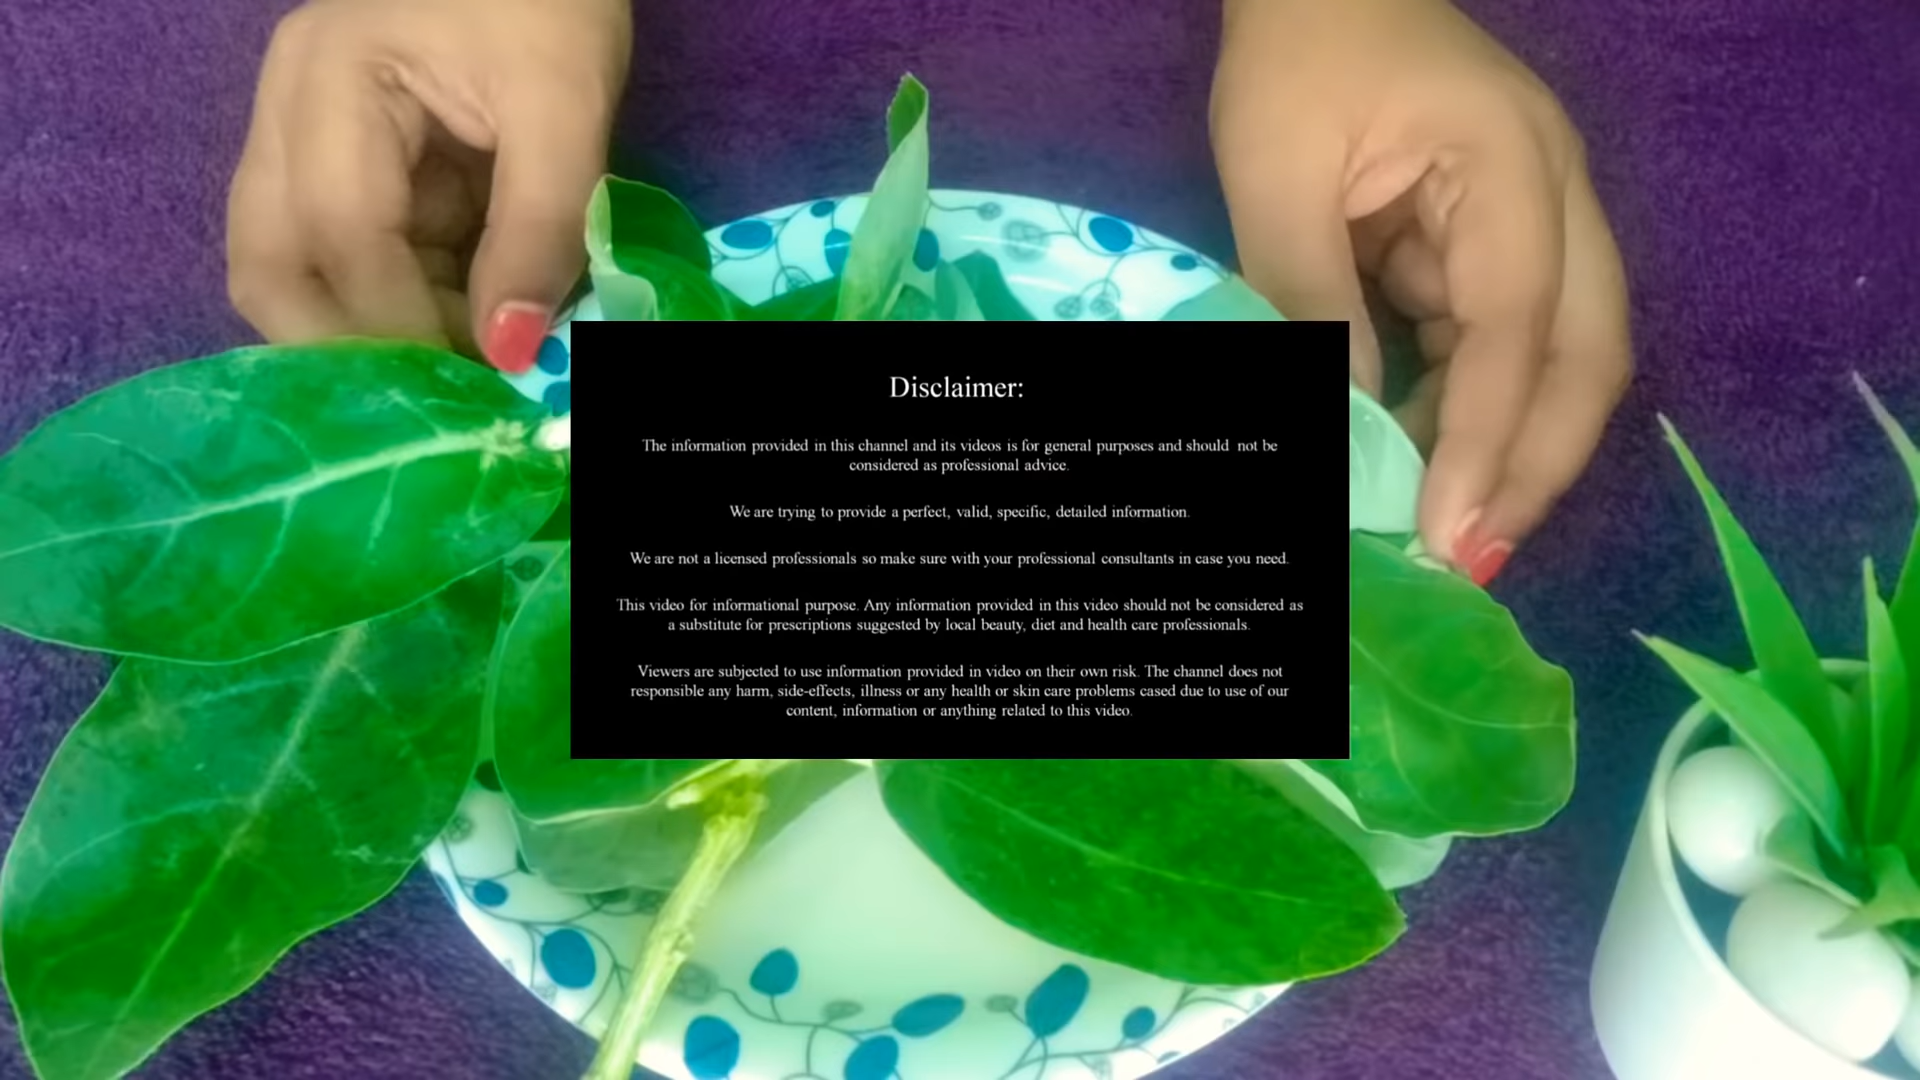 Disclaimer:
The information provided in this channel and its videos is for general purposes and should not be
considered as professional advice.
We are trying to provide a perfect, valid, specific, detailed information.
We are not a licensed professionals so make sure with your professional consultants in case you need.
This video for informational purpose. Any information provided in this video should not be considered as
a substitute for prescriptions suggested by local beauty, diet and health care professionals.
Viewers are subjected to use information provided in video on their own risk. The channel does not
responsible any harm, side-effects, illness or any health or skin care problems cased due to use of our
content, information or anything related to this video.